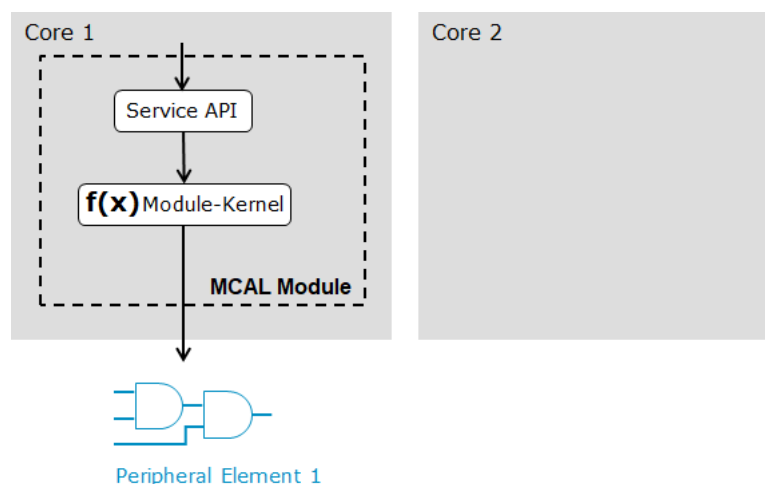 Core 1
Core 2
Service API
f(x) Module-Kernel
MCAL Module
Peripheral Element 1